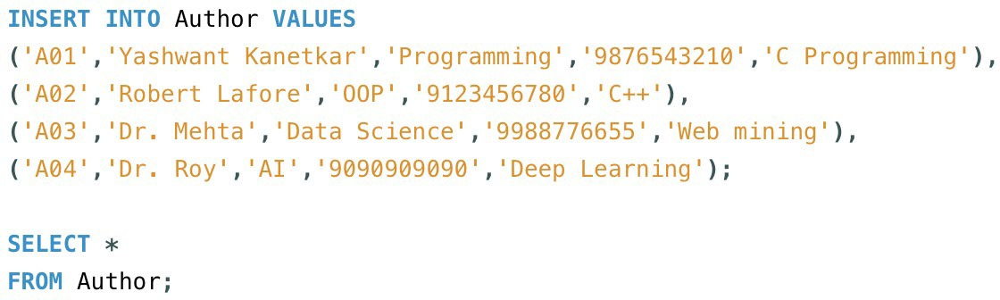 INSERT INTO Author VALUES
('A01','Yashwant Kanetkar','Programming','9876543210','C Programming'),
('A02','Robert Lafore','OOP','9123456780','C++'),
('A03','Dr. Mehta','Data Science','9988776655','Web mining'),
('A04','Dr. Roy','AI','9090909090','Deep Learning');
SELECT *
FROM Author;